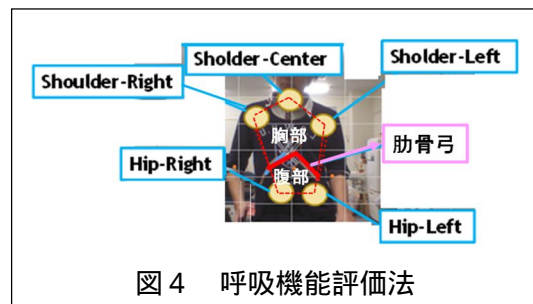 Sholder-Center
Sholder-Left
Shoulder-Right
胸部
肋骨弓
Hip-Right
腹部
Hip-Left
図４　呼吸機能評価法